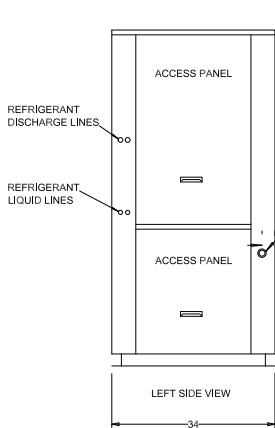 ACCESS PANEL
REFRIGERANT
DISCHARGE LINES
REFRIGERANT
LIQUID LINES
ACCESS PANEL
LEFT SIDE VIEW
34